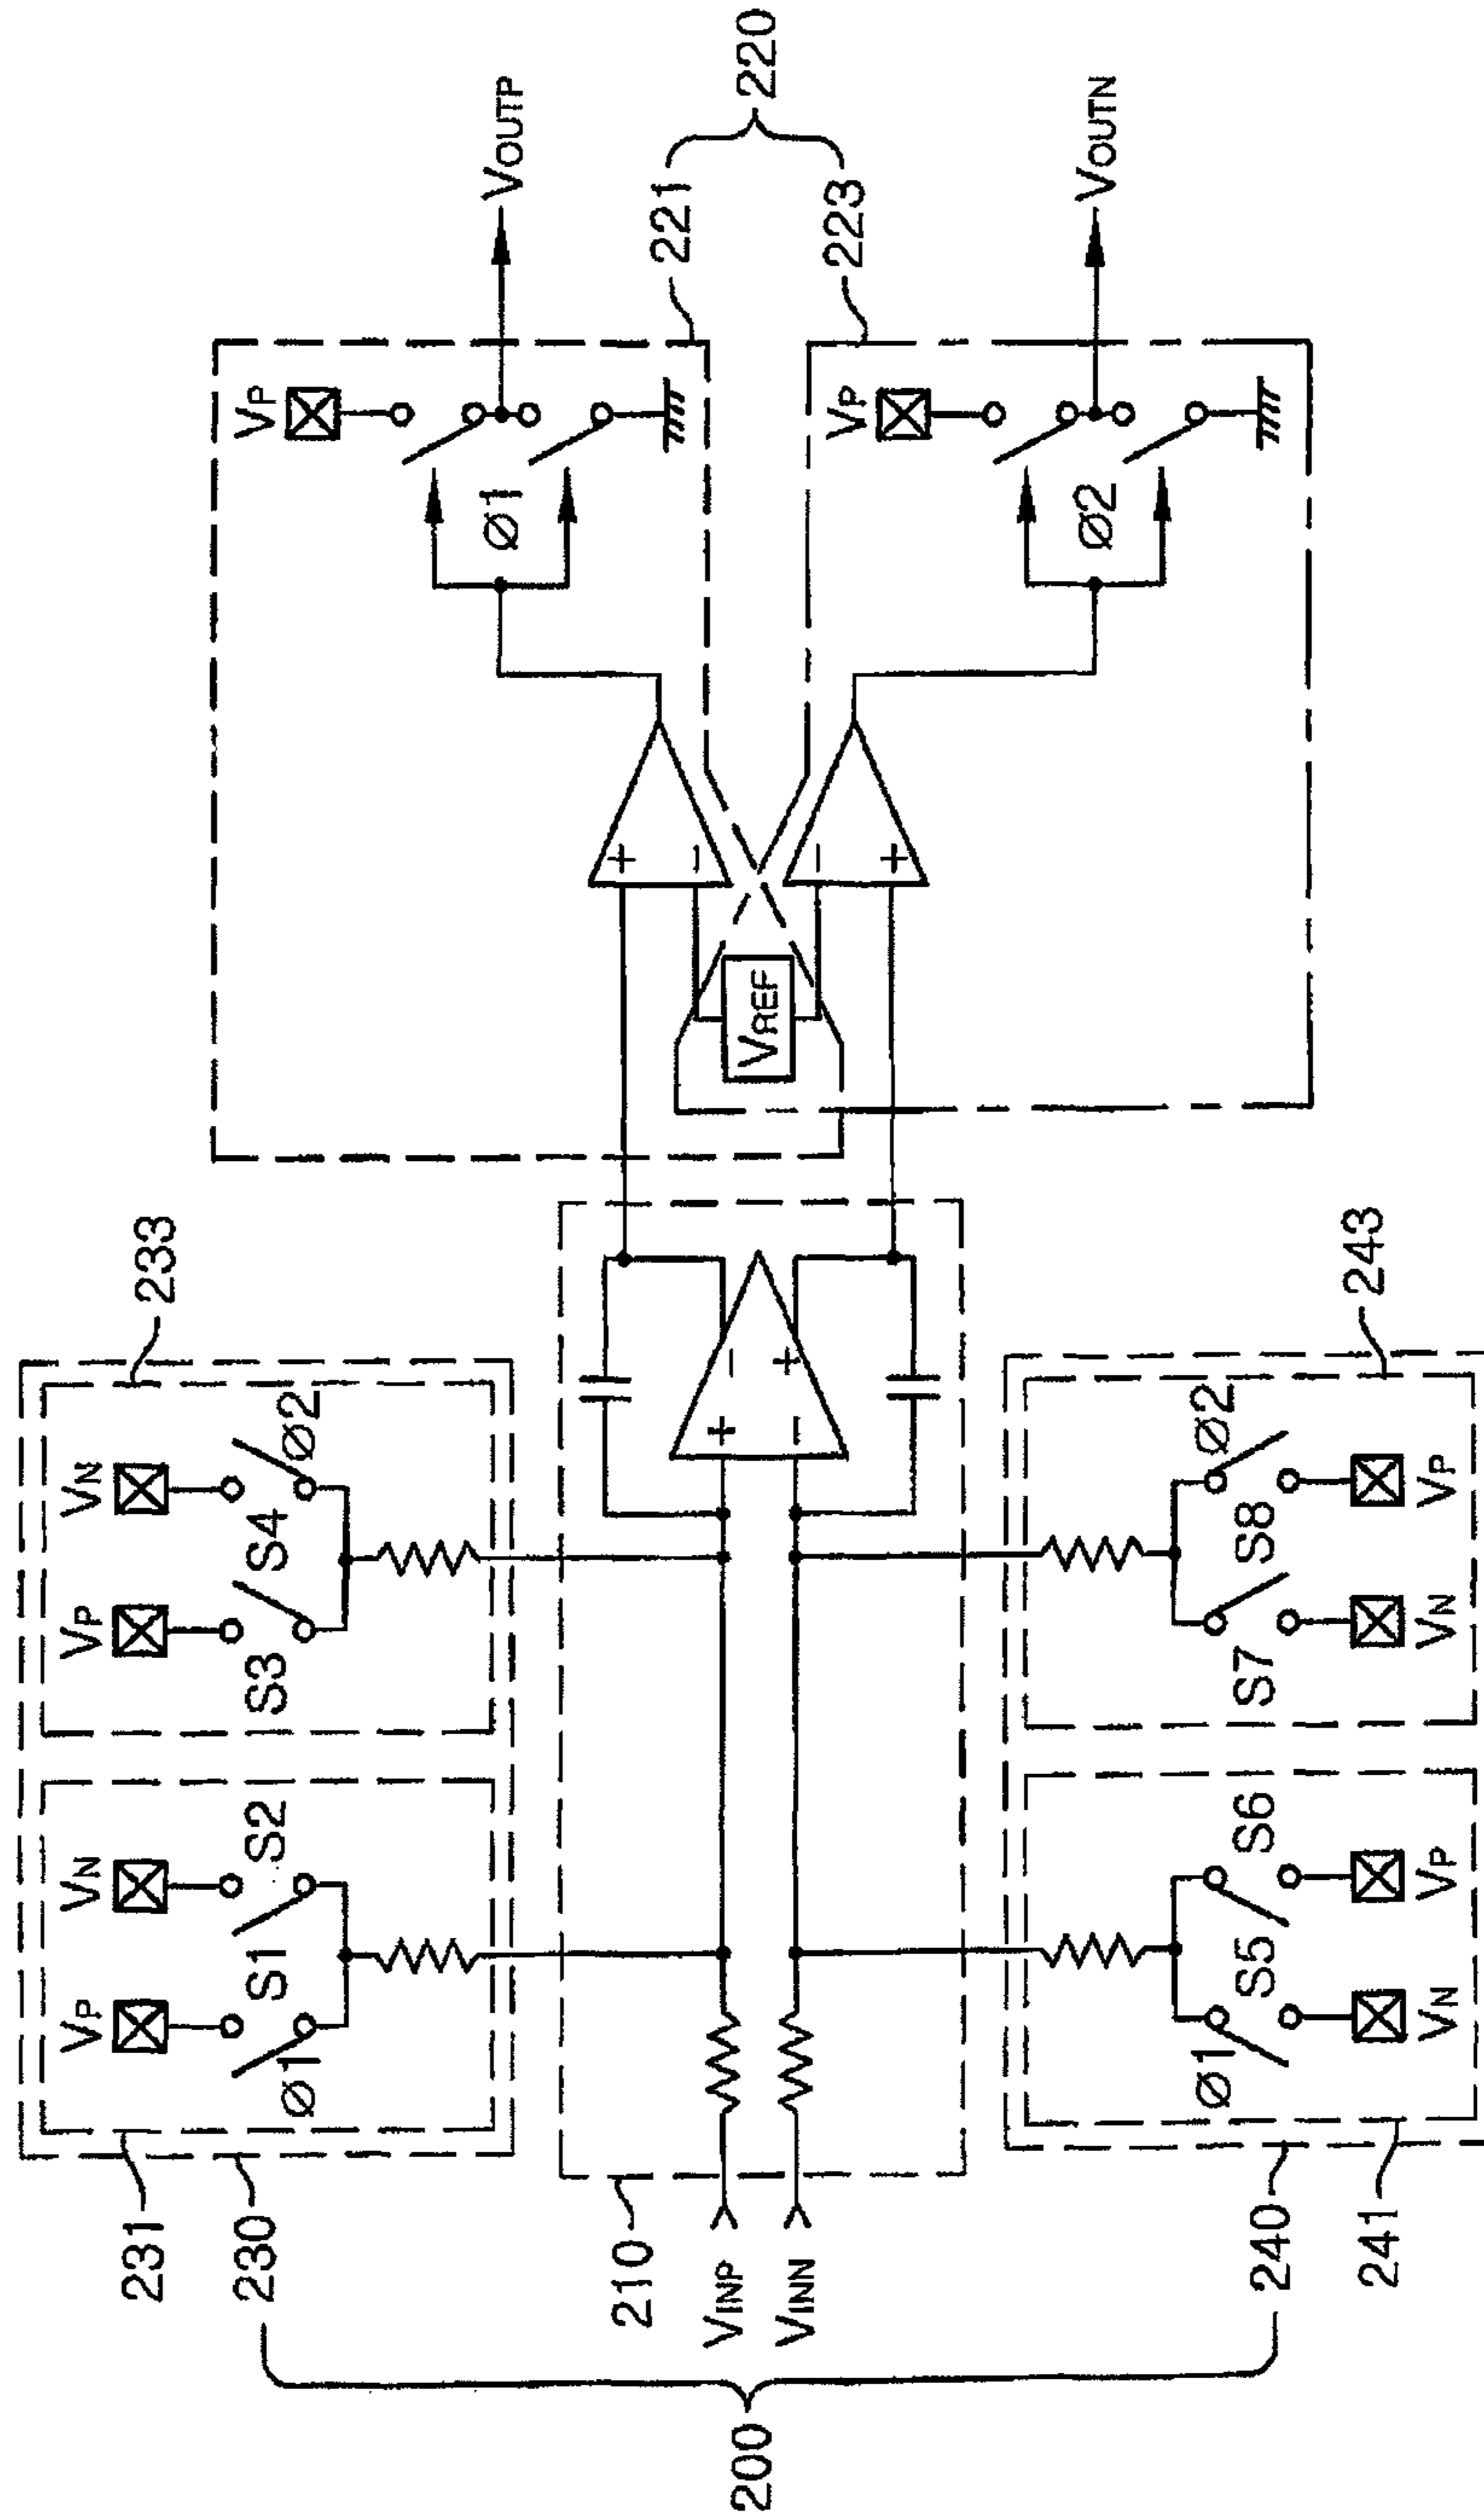 220
VOUTP
VOUTN
221
223
VP
VP
Ø1
Ø2
+
−
−
+
VREF
233
243
VN
Ø2
S4
VP
S3
−
+
+
−
Ø2
S8
VP
S7
VN
VN
S2
S1
VP
Ø1
S6
VP
S5
VN
Ø1
231
230
210
VINP
VINN
240
241
200